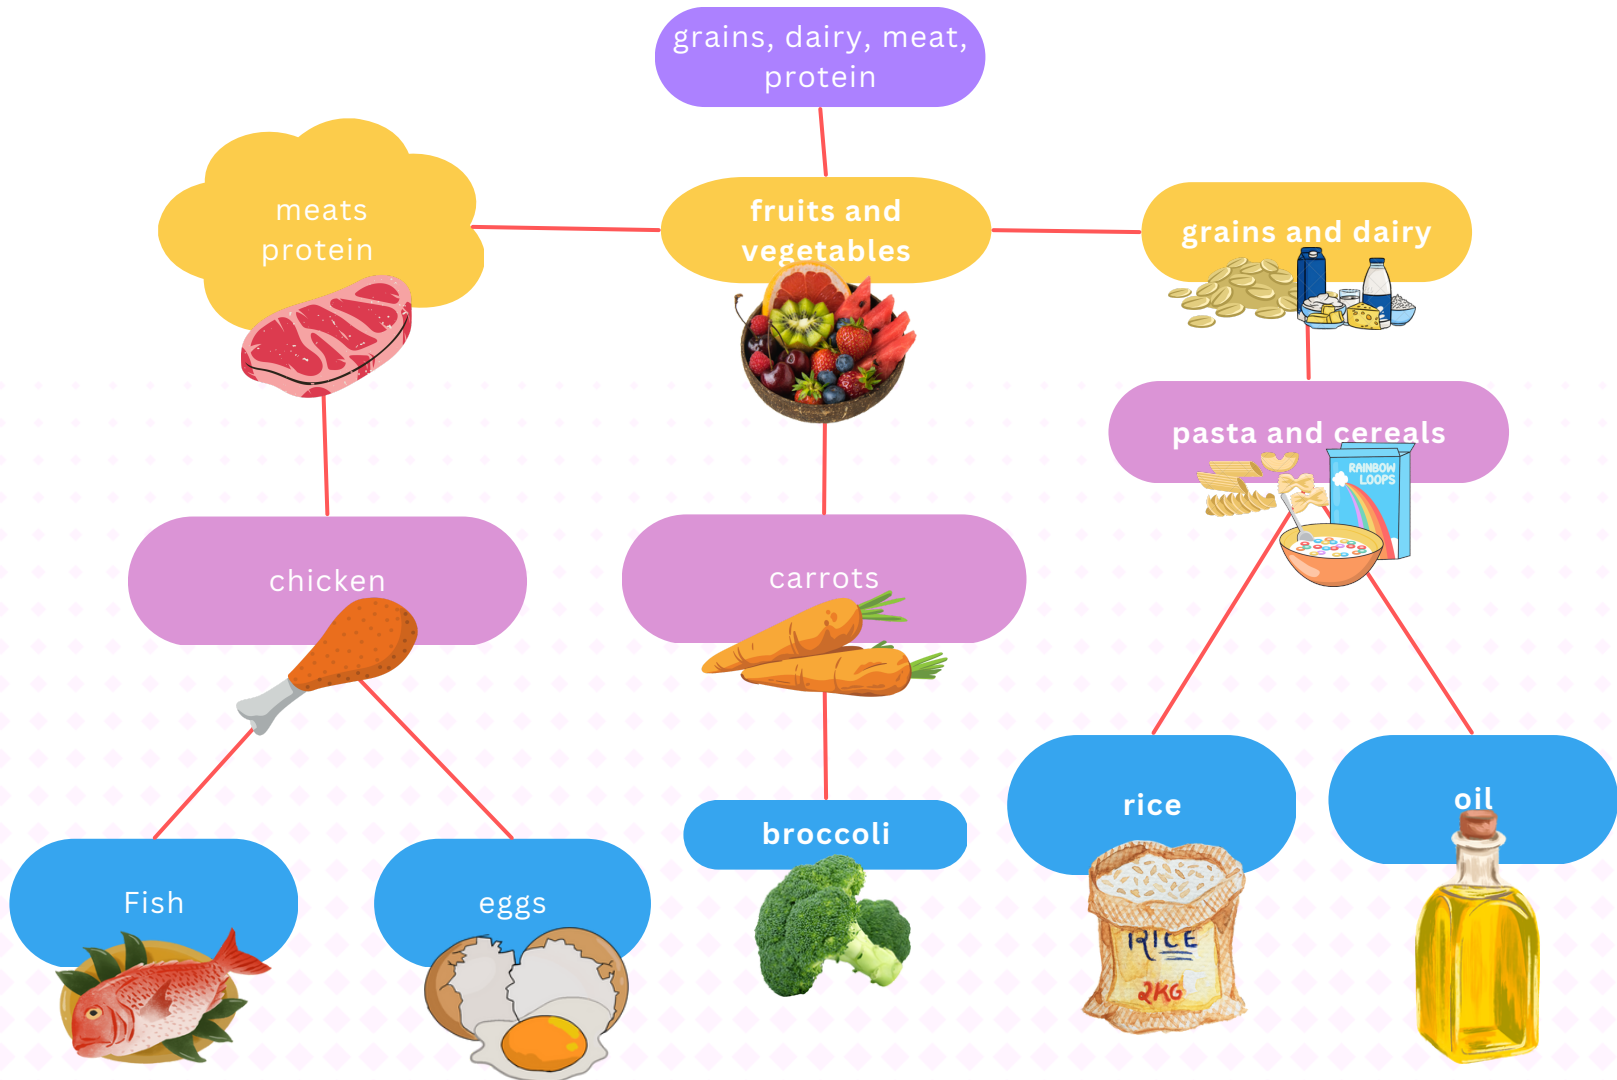 grains, dairy, meat,
protein
meats
protein
fruits and
vegetables
grains and dairy
pasta and cereals
RAINBOW
LOOPS
chicken
carrots
rice
oil
broccoli
Fish
eggs
RICE
2KG